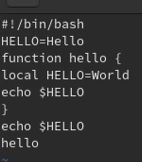 #!/bin/bash
HELLO=Hello
function hello {
local HELLO=World
echo $HELLO
}
echo $HELLO
hello
~